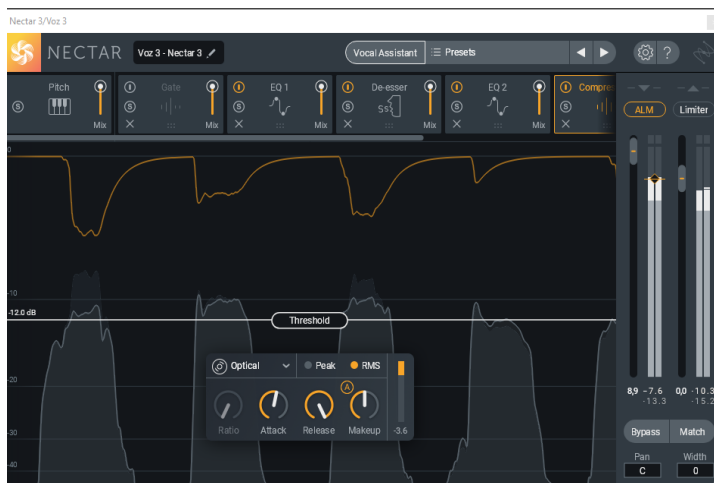 Nectar 3/Voz 3
NECTAR
Voz 3 - Nectar 3
Vocal Assistant
Presets
?
Pitch
Gate
EQ 1
De-esser
EQ 2
Compres
S
S
S
S
S
S
Ss
Mix
Mix
Mix
Mix
Mix
ALM
Limiter
0
-10
-12.0 dB
Threshold
-20
-30
-40
Optical
Peak
RMS
A
Ratio
Attack
Release
Makeup
-3.6
8,9
-7.6
0,0
-10.3
-13.3
-15.2
Bypass
Match
Pan
Width
C
0